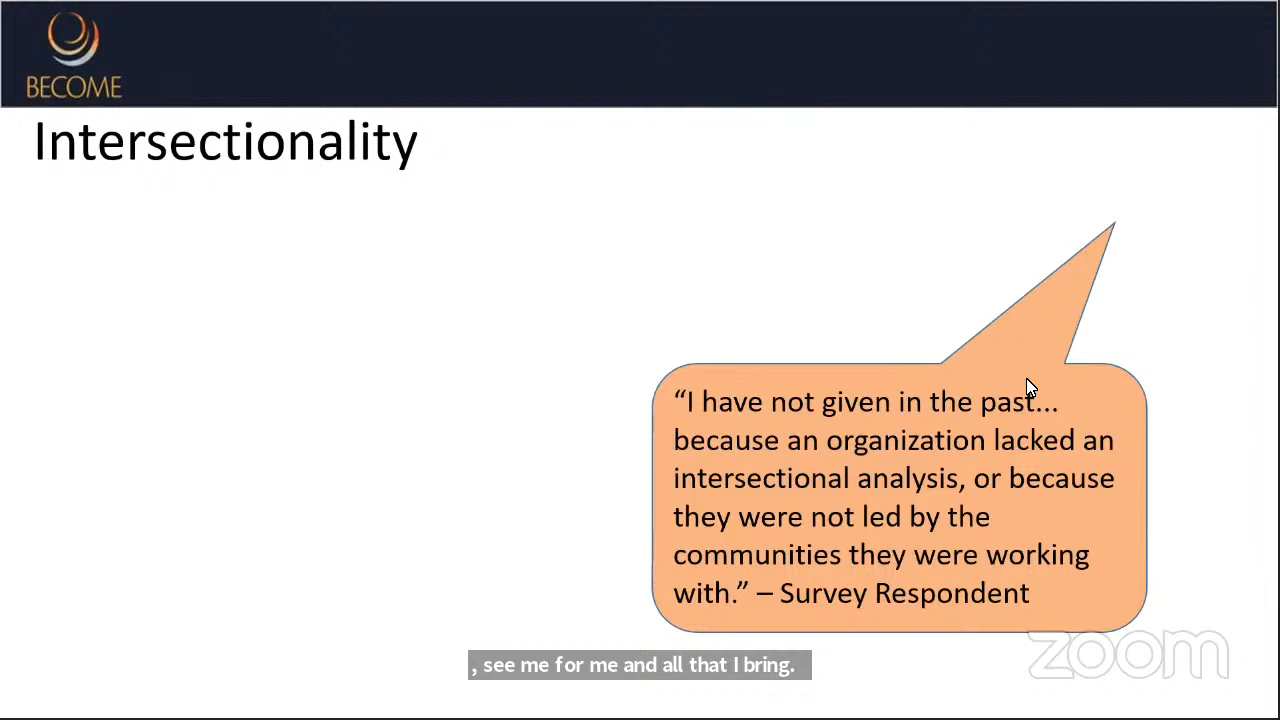 BECOME
Intersectionality
“I have not given in the past...
because an organization lacked an
intersectional analysis, or because
they were not led by the
communities they were working
with.” – Survey Respondent
zoom
, see me for me and all that I bring.